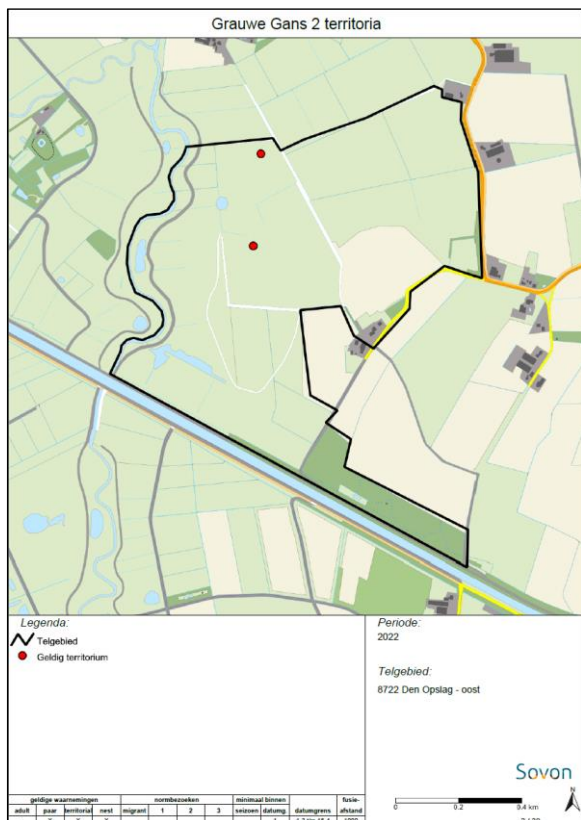 Grauwe Gans 2 territoria
Legenda:
Telgebied
Geldig territorium
Periode:
2022
Telgebied:
8722 Den Opslag - oost
Sovon
N
0 0.2 0.4 km
geldige waarnemingen normbezoeken minimaal binnen fusie-
adult paar territoriaal nest migrant 1 2 3 seizoen datumg. datumgrens afstand